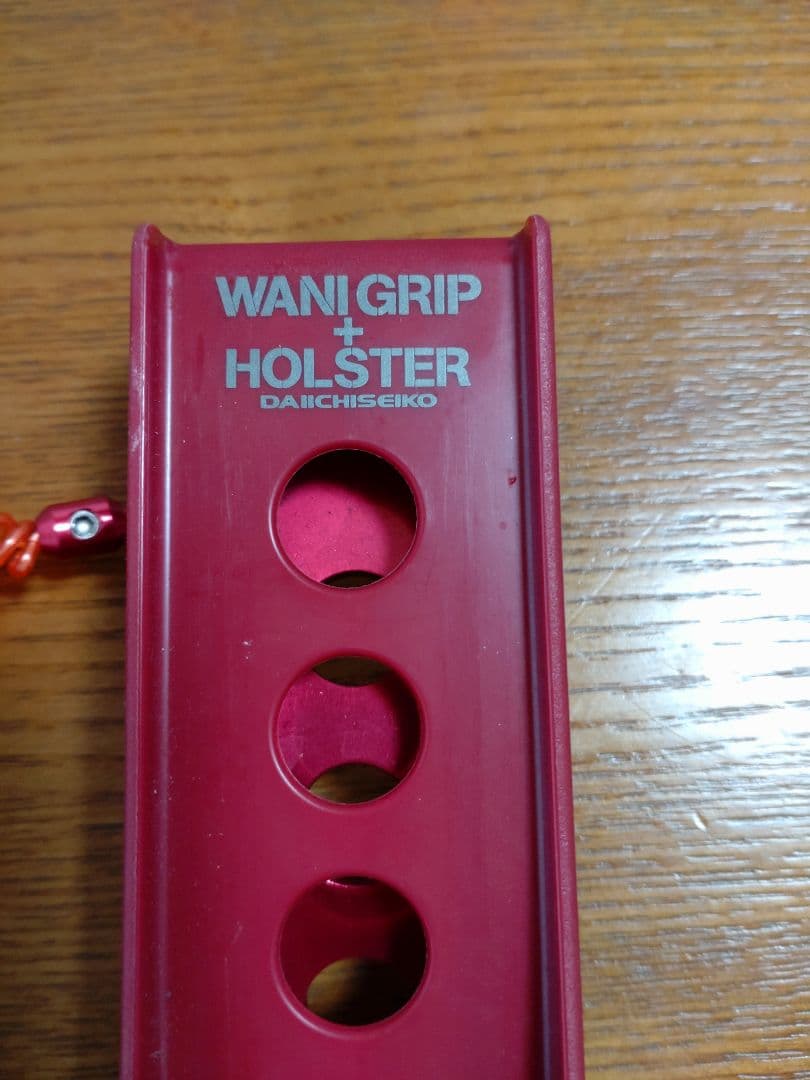 WANI GRIP
+
HOLSTER
DAIICHISEIKO